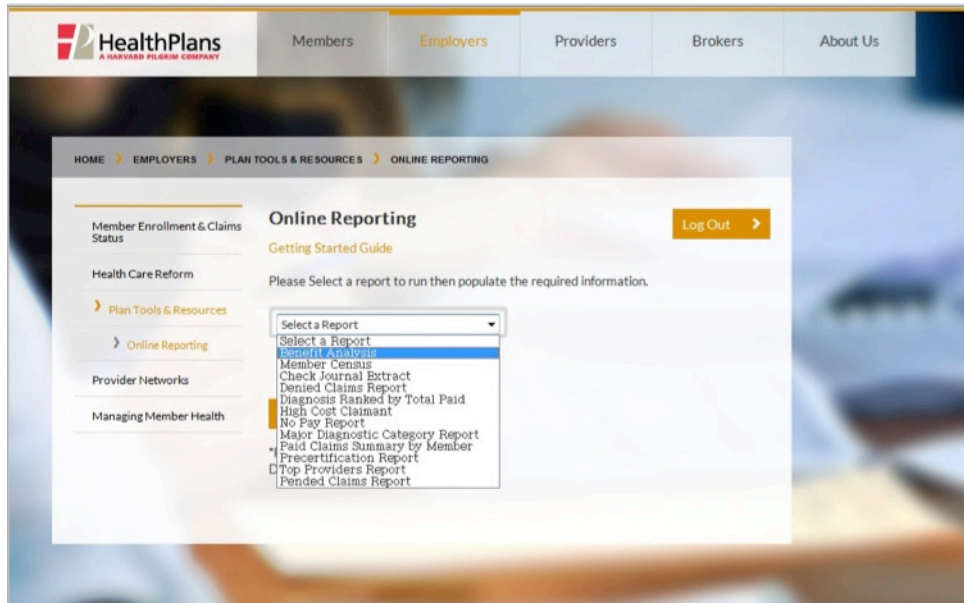 HealthPlans
A HARVARD PILGRIM COMPANY
Members
Employers
Providers
Brokers
About Us
HOME
EMPLOYERS
PLAN TOOLS & RESOURCES
ONLINE REPORTING
Member Enrollment & Claims
Status
Health Care Reform
Plan Tools & Resources
Online Reporting
Provider Networks
Managing Member Health
Online Reporting
Log Out
Getting Started Guide
Please Select a report to run then populate the required information.
Select a Report
Select a Report
Benefit Analysis
Member Census
Check Journal Extract
Denied Claims Report
Diagnosis Ranked by Total Paid
High Cost Claimant
No Pay Report
Major Diagnostic Category Report
Paid Claims Summary by Member
Precertification Report
Top Providers Report
Pended Claims Report